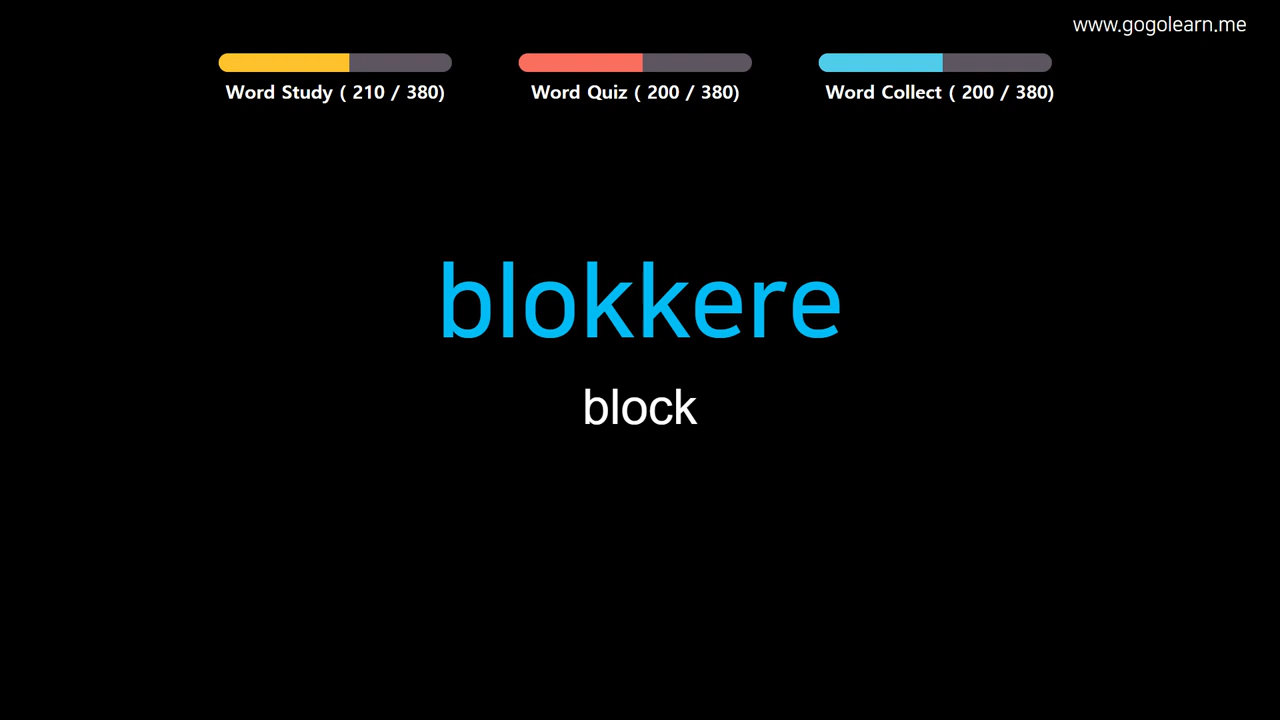 www.gogolearn.me
Word Study ( 210 / 380)
Word Quiz ( 200 / 380)
Word Collect ( 200 / 380)
blokkere
block